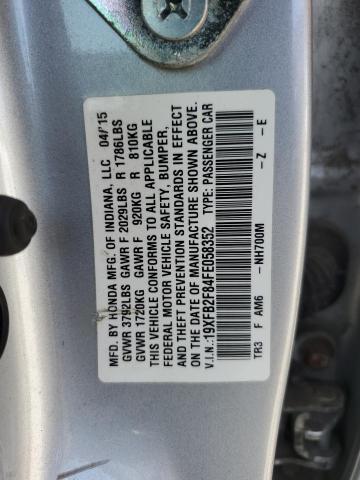 MFD. BY HONDA MFG. OF INDIANA, LLC 04/'15
GVWR 3792LBS GAWR F 2029LBS R 1786LBS
GVWR 1720KG GAWR F 920KG R 810KG
THIS VEHICLE CONFORMS TO ALL APPLICABLE
FEDERAL MOTOR VEHICLE SAFETY, BUMPER,
AND THEFT PREVENTION STANDARDS IN EFFECT
ON THE DATE OF MANUFACTURE SHOWN ABOVE.
V.I.N.:19XFB2F84FE058352 TYPE: PASSENGER CAR
TR3 F AM6 -NH700M -Z -E